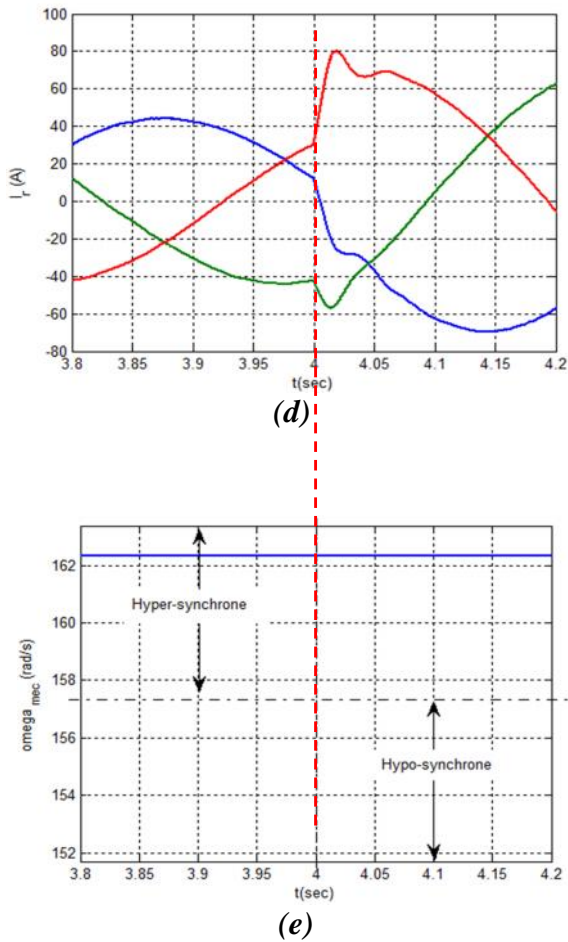 100
80
60
40
20
0
-20
-40
-60
-80
I_r (A)
3.8 3.85 3.9 3.95 4 4.05 4.1 4.15 4.2
t(sec)
(d)
162
160
158
156
154
152
omega_mec (rad/s)
Hyper-synchrone
Hypo-synchrone
3.8 3.85 3.9 3.95 4 4.05 4.1 4.15 4.2
t(sec)
(e)